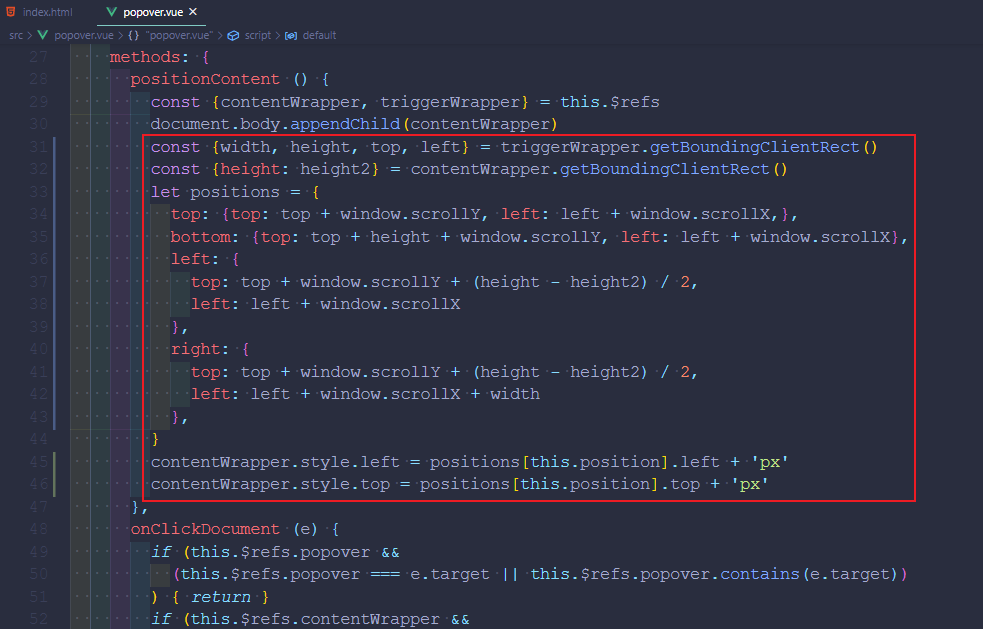 index.html popover.vue ×
src > popover.vue > {} "popover.vue" > script > default
27 methods: {
28 positionContent () {
29 const {contentWrapper, triggerWrapper} = this.$refs
30 document.body.appendChild(contentWrapper)
31 const {width, height, top, left} = triggerWrapper.getBoundingClientRect()
32 const {height: height2} = contentWrapper.getBoundingClientRect()
33 let positions = {
34 top: {top: top + window.scrollY, left: left + window.scrollX,},
35 bottom: {top: top + height + window.scrollY, left: left + window.scrollX},
36 left: {
37 top: top + window.scrollY + (height - height2) / 2,
38 left: left + window.scrollX
39 },
40 right: {
41 top: top + window.scrollY + (height - height2) / 2,
42 left: left + window.scrollX + width
43 },
44 }
45 contentWrapper.style.left = positions[this.position].left + 'px'
46 contentWrapper.style.top = positions[this.position].top + 'px'
47 },
48 onClickDocument (e) {
49 if (this.$refs.popover &&
50 (this.$refs.popover === e.target || this.$refs.popover.contains(e.target))
51 ) { return }
52 if (this.$refs.contentWrapper &&